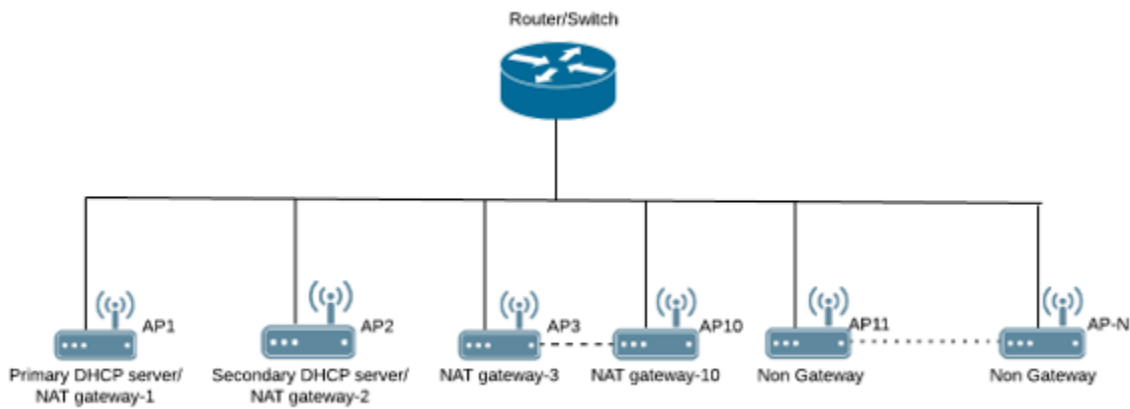 Router/Switch
AP1
AP2
AP3
AP10
AP11
AP-N
Primary DHCP server/
NAT gateway-1
Secondary DHCP server/
NAT gateway-2
NAT gateway-3
NAT gateway-10
Non Gateway
Non Gateway